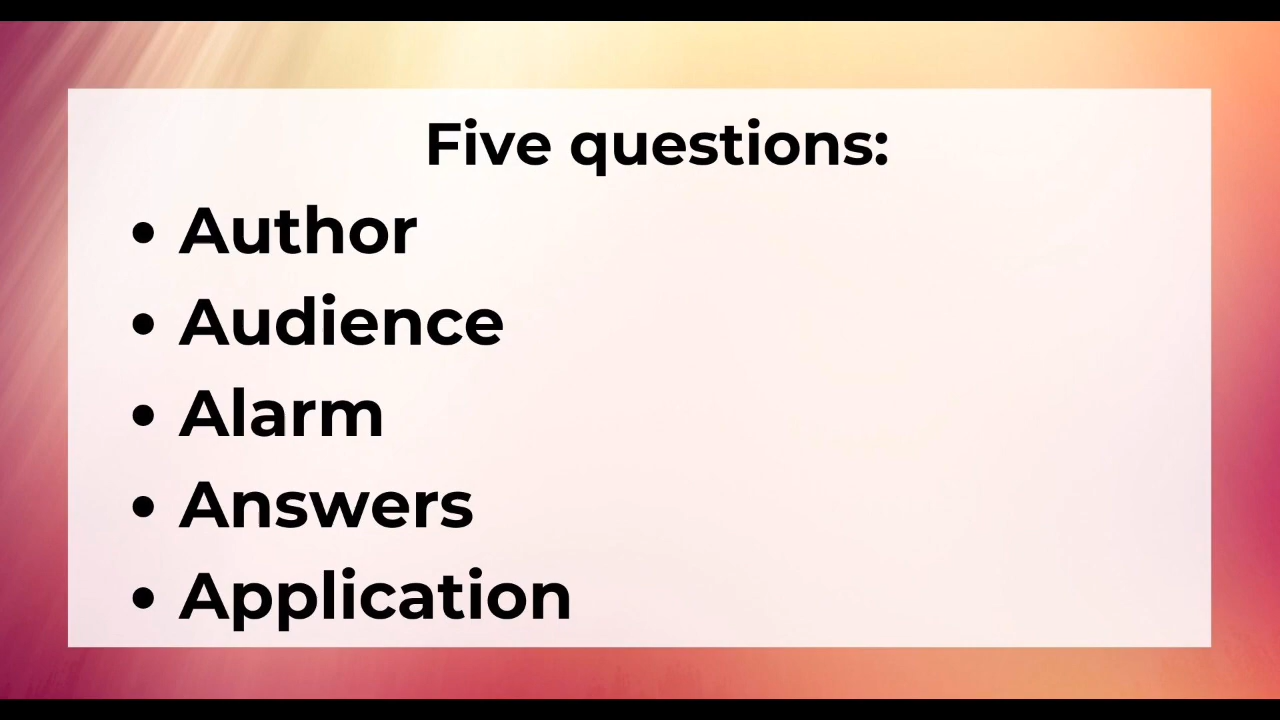 Five questions:
• Author
• Audience
• Alarm
• Answers
• Application